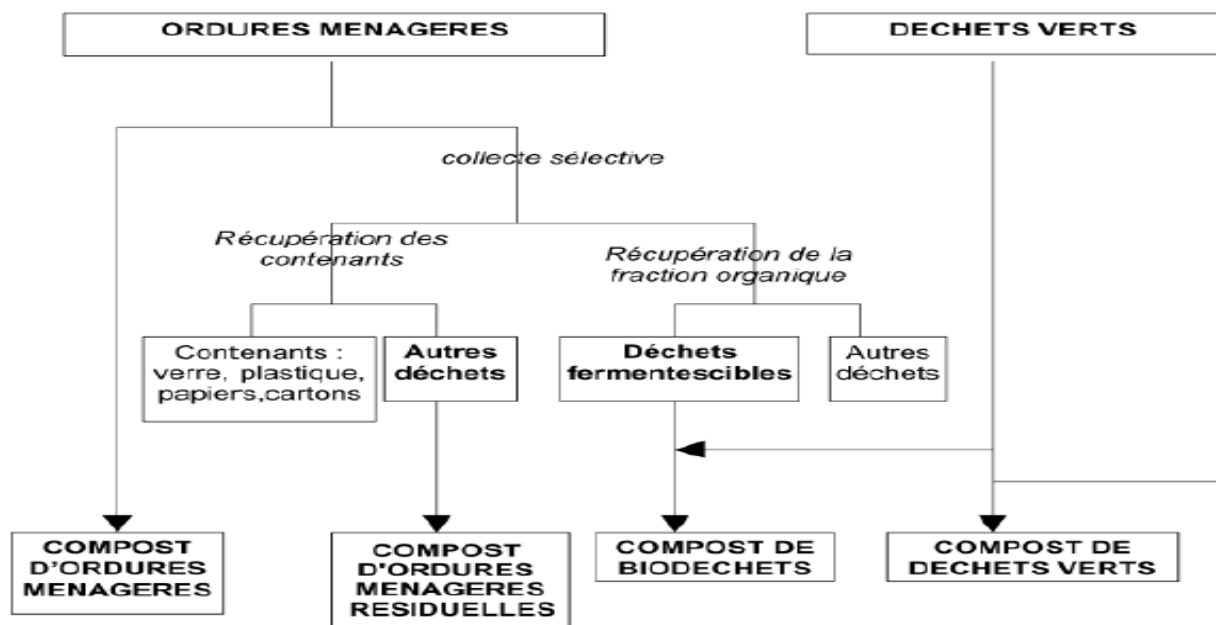 ORDURES MENAGERES
DECHETS VERTS
collecte sélective
Récupération des
contenants
Récupération de la
fraction organique
Contenants :
verre, plastique,
papiers,cartons
Autres
déchets
Déchets
fermentescibles
Autres
déchets
COMPOST
D’ORDURES
MENAGERES
COMPOST
D'ORDURES
MENAGERES
RESIDUELLES
COMPOST DE
BIODECHETS
COMPOST DE
DECHETS VERTS